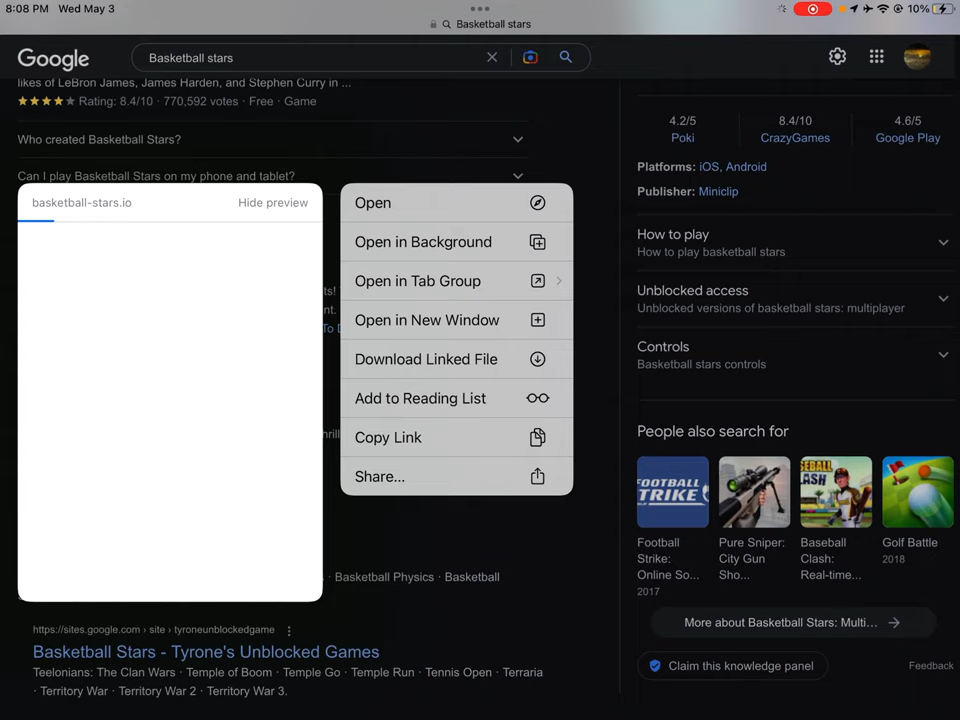 8:08 PM Wed May 3
10%
Basketball stars
Google
Basketball stars
likes of LeBron James, James Harden, and Stephen Curry in ...
Rating: 8.4/10 · 770,592 votes · Free · Game
Who created Basketball Stars?
Can I play Basketball Stars on my phone and tablet?
basketball-stars.io
Hide preview
ts!
nt.
To D
hril
Open
Open in Background
Open in Tab Group
Open in New Window
Download Linked File
Add to Reading List
Copy Link
Share...
· Basketball Physics · Basketball
https://sites.google.com › site › tyroneunblockedgame
Basketball Stars - Tyrone's Unblocked Games
Teelonians: The Clan Wars · Temple of Boom · Temple Go · Temple Run · Tennis Open · Terraria
· Territory War · Territory War 2 · Territory War 3.
4.2/5
Poki
8.4/10
CrazyGames
4.6/5
Google Play
Platforms: iOS, Android
Publisher: Miniclip
How to play
How to play basketball stars
Unblocked access
Unblocked versions of basketball stars: multiplayer
Controls
Basketball stars controls
People also search for
FOOTBALL
STRIKE
Football
Strike:
Online So...
2017
Pure Sniper:
City Gun
Sho...
Baseball
Clash:
Real-time...
Golf Battle
2018
More about Basketball Stars: Multi...
Claim this knowledge panel
Feedback